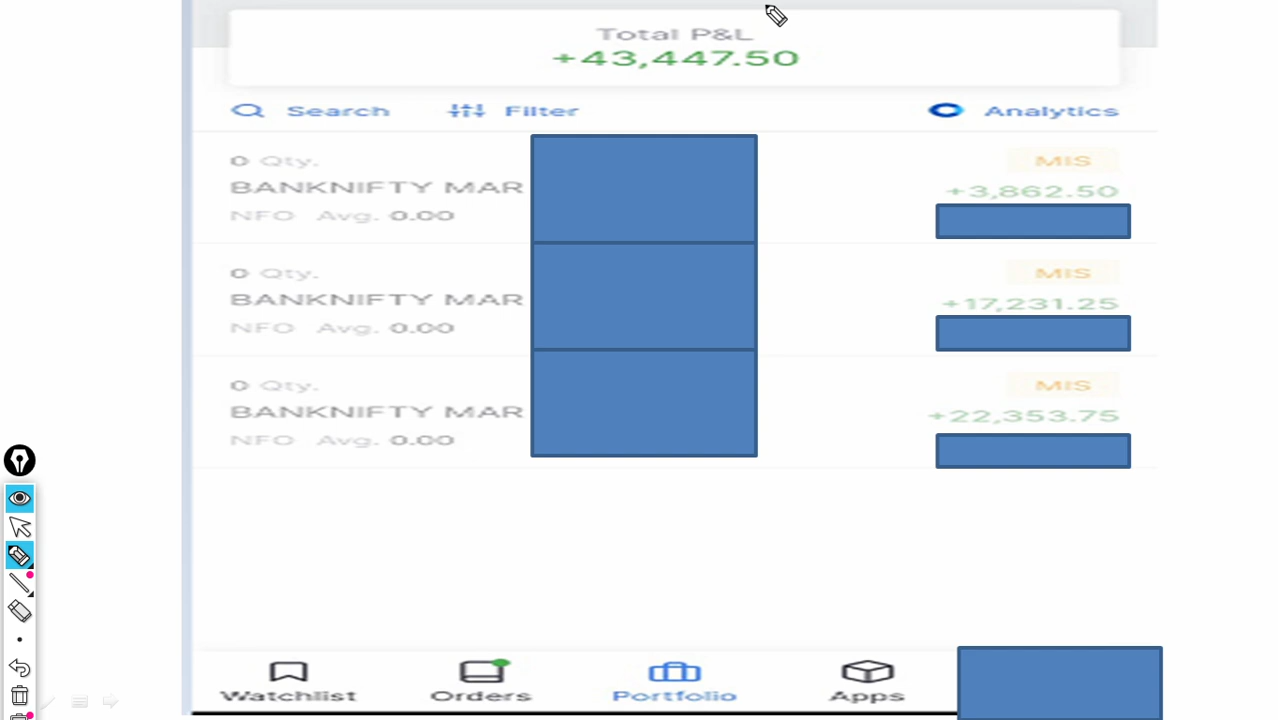 Total P&L
+43,447.50
Search Filter Analytics
0 Qty. MIS
BANKNIFTY MAR +3,862.50
NFO Avg. 0.00
0 Qty. MIS
BANKNIFTY MAR +17,231.25
NFO Avg. 0.00
0 Qty. MIS
BANKNIFTY MAR +22,353.75
NFO Avg. 0.00
Watchlist Orders Portfolio Apps